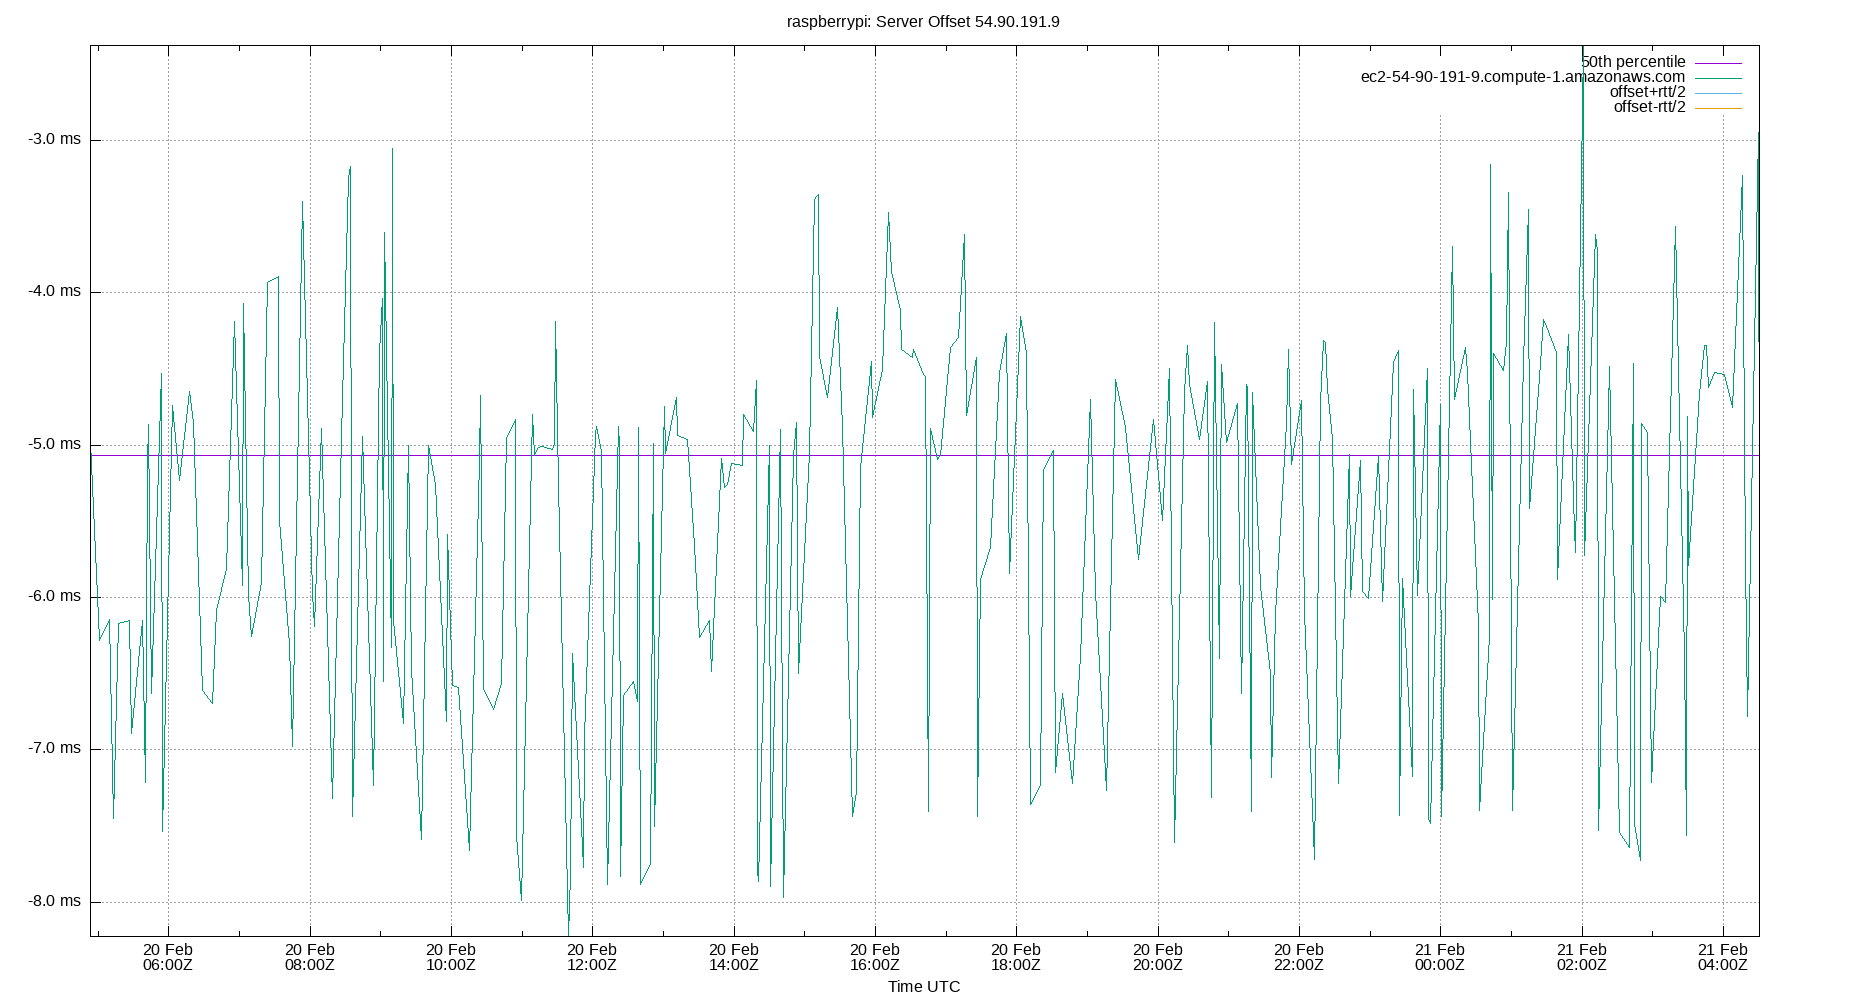 raspberrypi: Server Offset 54.90.191.9
50th percentile
ec2-54-90-191-9.compute-1.amazonaws.com
offset+rtt/2
offset-rtt/2
-3.0 ms
-4.0 ms
-5.0 ms
-6.0 ms
-7.0 ms
-8.0 ms
20 Feb 20 Feb 20 Feb 20 Feb 20 Feb 20 Feb 20 Feb 20 Feb 20 Feb 21 Feb 21 Feb 21 Feb
06:00Z 08:00Z 10:00Z 12:00Z 14:00Z 16:00Z 18:00Z 20:00Z 22:00Z 00:00Z 02:00Z 04:00Z
Time UTC